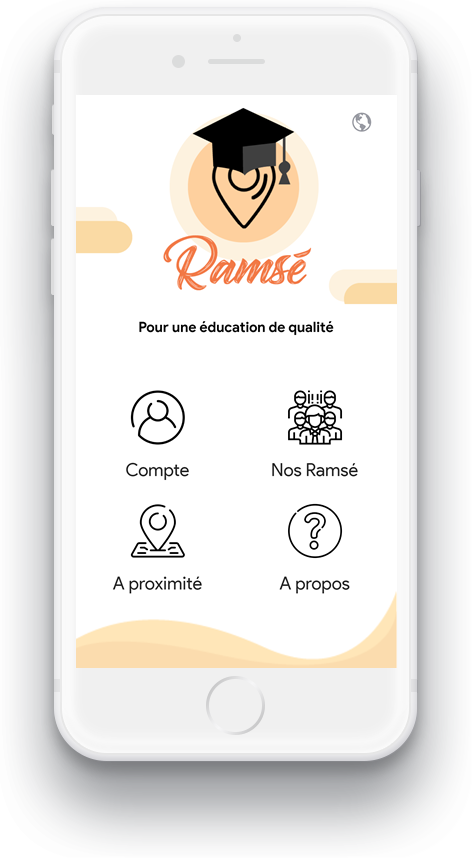 Ramsé
Pour une éducation de qualité
Compte
Nos Ramsé
A proximité
A propos